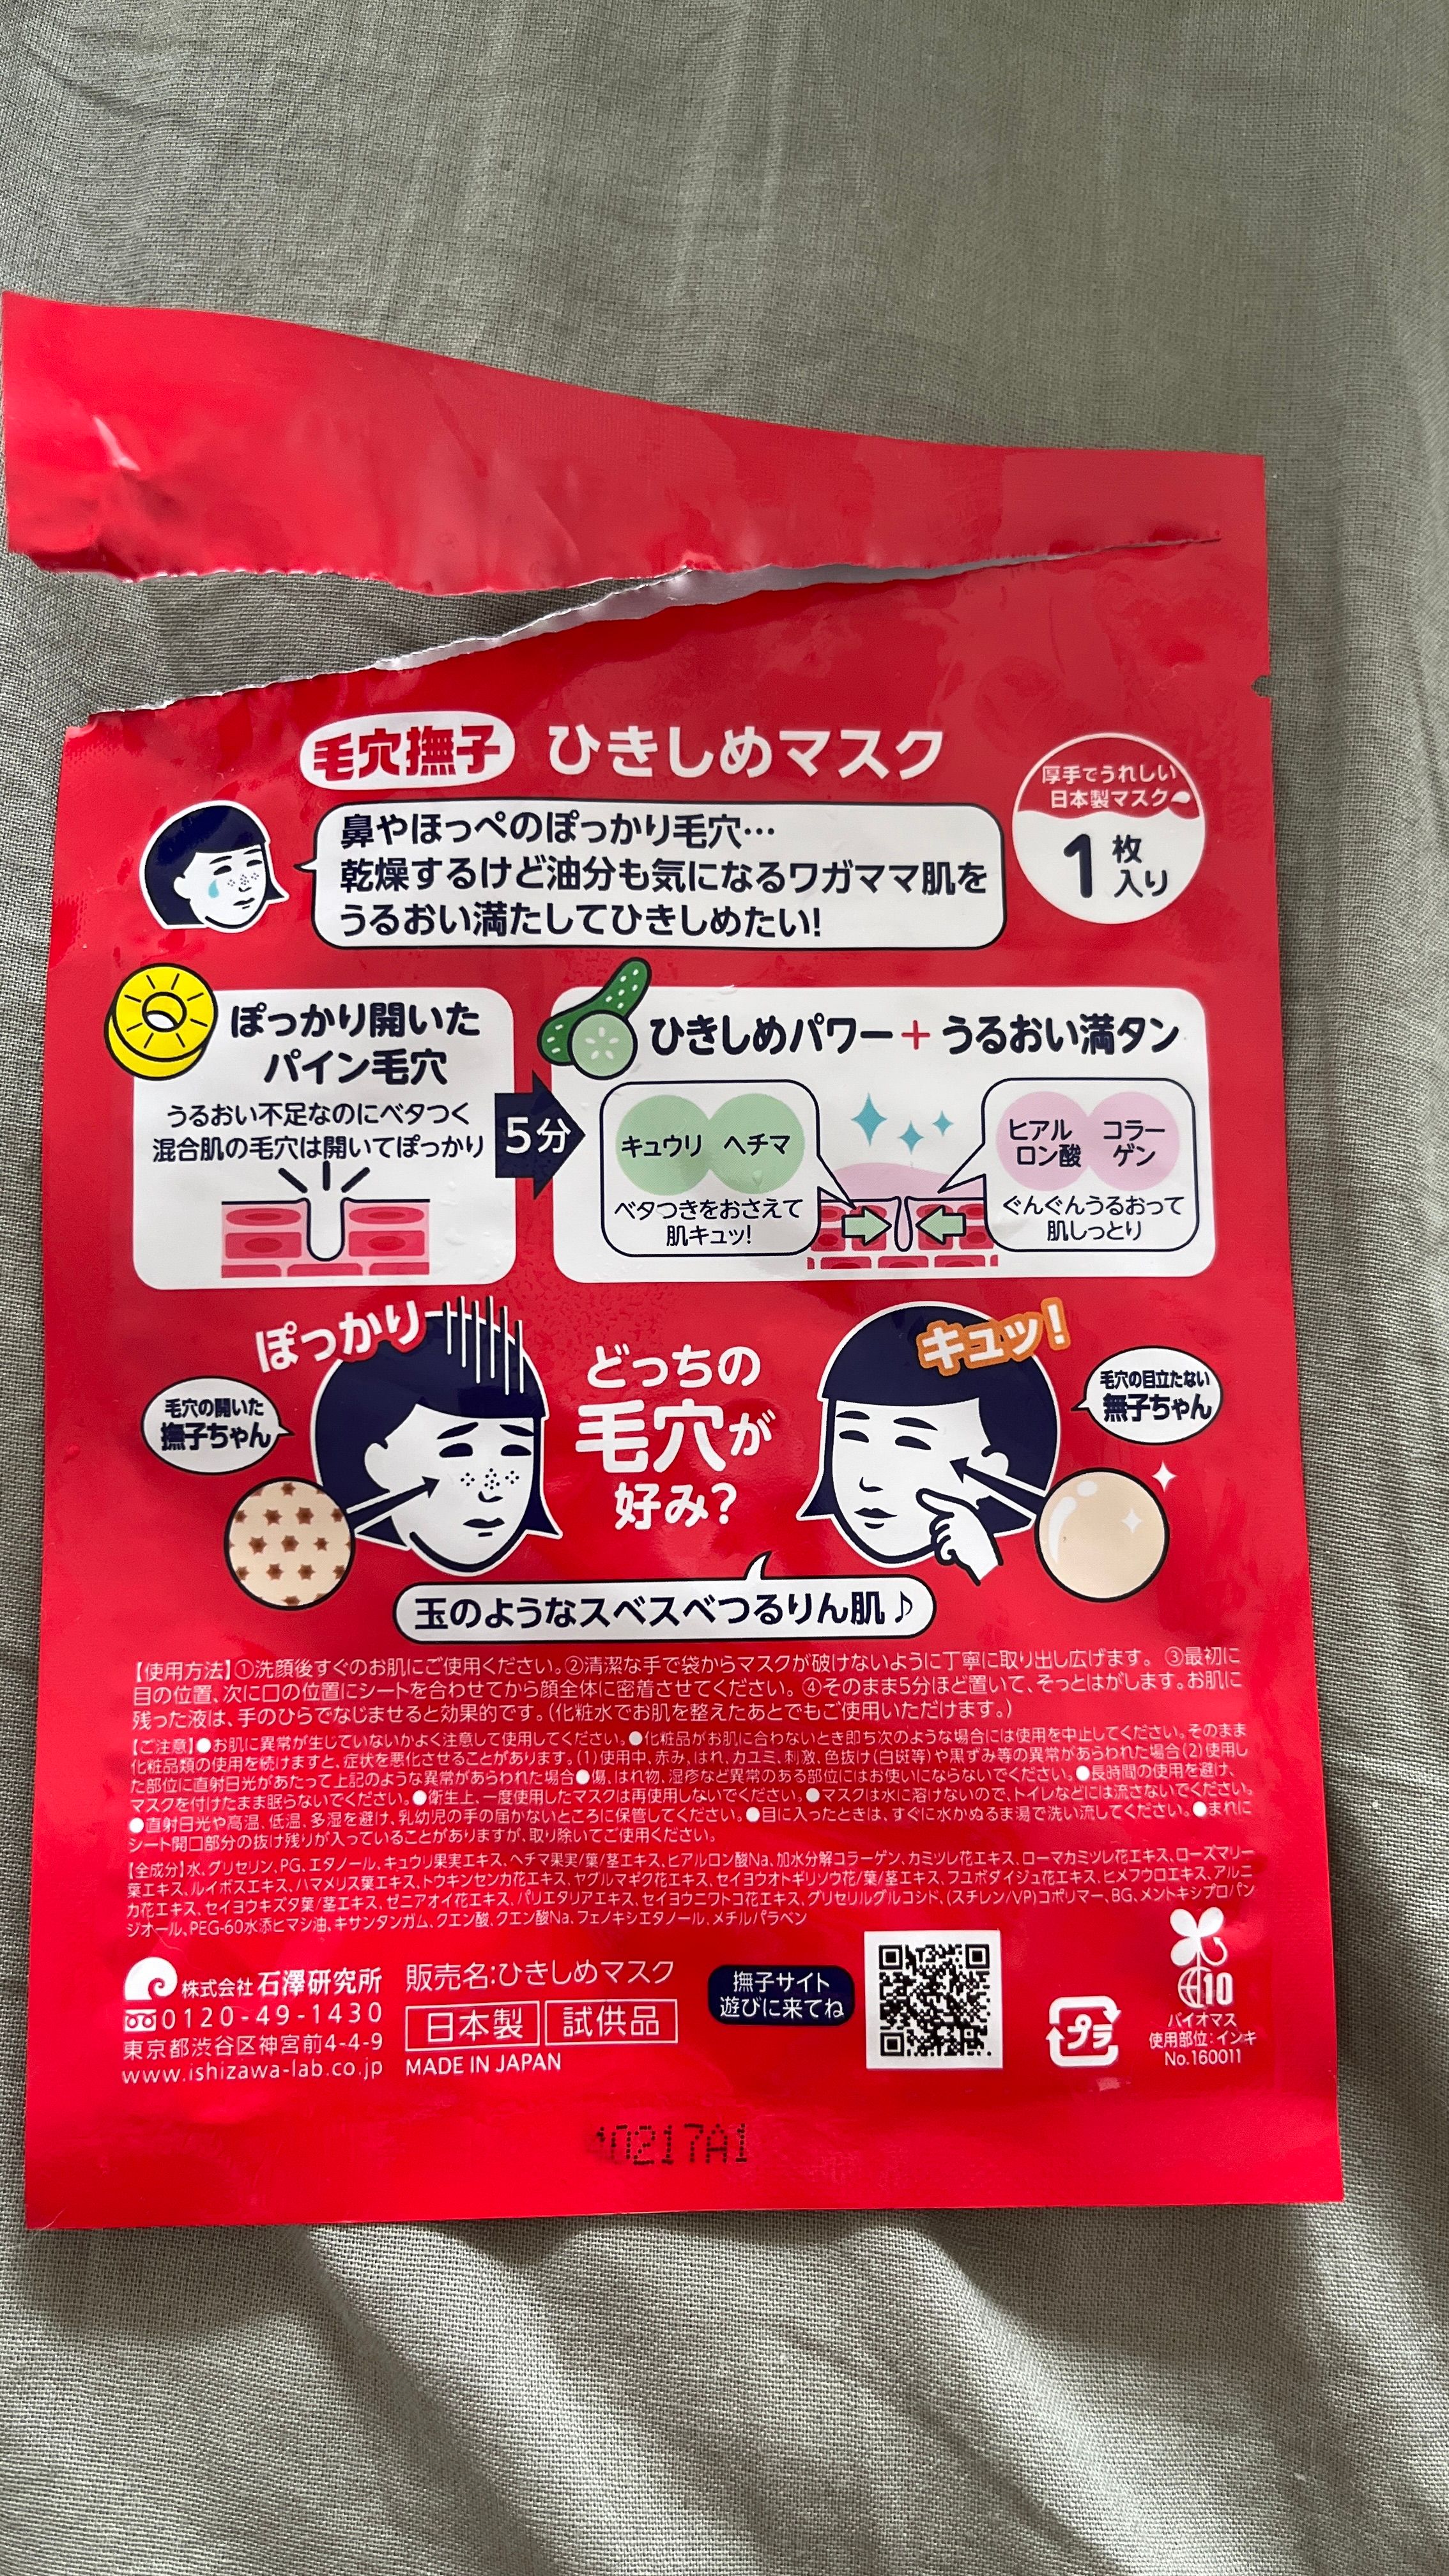 毛穴撫子 ひきしめマスク
厚手でうれしい
日本製マスク
1枚入り
鼻やほっぺのぽっかり毛穴…
乾燥するけど油分も気になるワガママ肌を
うるおい満たしてひきしめたい!
ぽっかり開いた
パイン毛穴
うるおい不足なのにベタつく
混合肌の毛穴は開いてぽっかり
5分
ひきしめパワー+うるおい満タン
キュウリ ヘチマ
ベタつきをおさえて
肌キュッ!
ヒアルロン酸 コラーゲン
ぐんぐんうるおって
肌しっとり
ぽっかり
毛穴の開いた
撫子ちゃん
どっちの
毛穴が
好み?
キュッ!
毛穴の目立たない
無子ちゃん
玉のようなスベスベつるりん肌♪
【使用方法】①洗顔後すぐのお肌にご使用ください。②清潔な手で袋からマスクが破けないように丁寧に取り出し広げます。③最初に
目の位置、次に口の位置にシートを合わせてから顔全体に密着させてください。④そのまま5分ほど置いて、そっとはがします。お肌に
残った液は、手のひらでなじませると効果的です。(化粧水でお肌を整えたあとでもご使用いただけます。)
【ご注意】●お肌に異常が生じていないかよく注意して使用してください。●化粧品がお肌に合わないとき即ち次のような場合には使用を中止してください。そのまま
化粧品類の使用を続けますと、症状を悪化させることがあります。(1)使用中、赤み、はれ、カユミ、刺激、色抜け(白斑等)や黒ずみ等の異常があらわれた場合(2)使用し
た部位に直射日光があたって上記のような異常があらわれた場合●傷、はれ物、湿疹など異常のある部位にはお使いにならないでください。●長時間の使用を避け、
マスクを付けたまま眠らないでください。●衛生上、一度使用したマスクは再使用しないでください。●マスクは水に溶けないので、トイレなどには流さないでください。
●直射日光や高温、低温、多湿を避け、乳幼児の手の届かないところに保管してください。●目に入ったときは、すぐに水かぬるま湯で洗い流してください。●まれに
シート開口部分の抜け残りが入っていることがありますが、取り除いてご使用ください。
【全成分】水、グリセリン、PG、エタノール、キュウリ果実エキス、ヘチマ果実/葉/茎エキス、ヒアルロン酸Na、加水分解コラーゲン、カミツレ花エキス、ローマカミツレ花エキス、ローズマリー
葉エキス、ルイボスエキス、ハマメリス葉エキス、トウキンセンカ花エキス、ヤグルマギク花エキス、セイヨウオトギリソウ花/葉/茎エキス、フユボダイジュ花エキス、ヒメフウロエキス、アルニ
カ花エキス、セイヨウキズタ葉/茎エキス、ゼニアオイ花エキス、パリエタリアエキス、セイヨウニワトコ花エキス、グリセリルグルコシド、(スチレン/VP)コポリマー、BG、メントキシプロパン
ジオール、PEG-60水添ヒマシ油、キサンタンガム、クエン酸、クエン酸Na、フェノキシエタノール、メチルパラベン
株式会社 石澤研究所
0120-49-1430
東京都渋谷区神宮前4-4-9
www.ishizawa-lab.co.jp
販売名:ひきしめマスク
日本製 試供品
MADE IN JAPAN
撫子サイト
遊びに来てね
プラ
10
バイオマス
使用部位:インキ
No.160011
0217A1